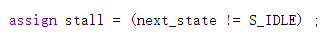 assign stall = (next_state != S_IDLE) ;